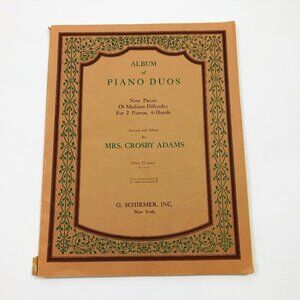 ALBUM
of
PIANO DUOS
Nine Pieces
Of Medium Difficulty
For 2 Pianos, 4-Hands
Selected and Edited
By
MRS. CROSBY ADAMS
G. SCHIRMER, INC.
New York